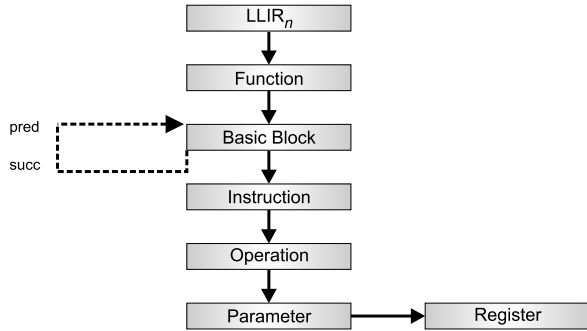 LLIRn
Function
pred
Basic Block
succ
Instruction
Operation
Parameter
Register